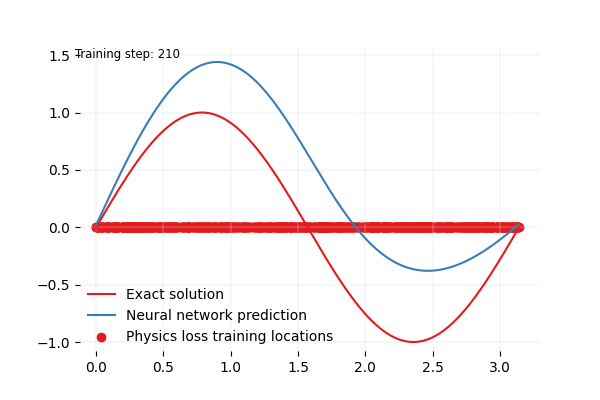 Training step: 210
1.5
1.0
0.5
0.0
−0.5
−1.0
Exact solution
Neural network prediction
Physics loss training locations
0.0 0.5 1.0 1.5 2.0 2.5 3.0